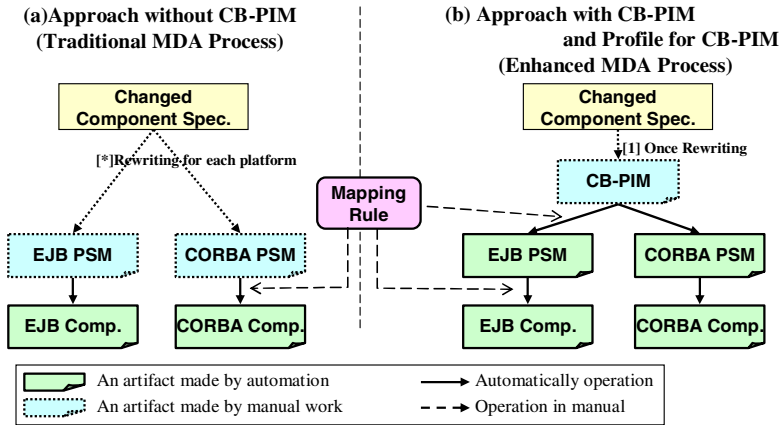 (a)Approach without CB-PIM
(Traditional MDA Process)
(b) Approach with CB-PIM
and Profile for CB-PIM
(Enhanced MDA Process)
Changed
Component Spec.
Changed
Component Spec.
[*]Rewriting for each platform
[1] Once Rewriting
CB-PIM
Mapping
Rule
EJB PSM
CORBA PSM
EJB PSM
CORBA PSM
EJB Comp.
CORBA Comp.
EJB Comp.
CORBA Comp.
An artifact made by automation
Automatically operation
An artifact made by manual work
Operation in manual